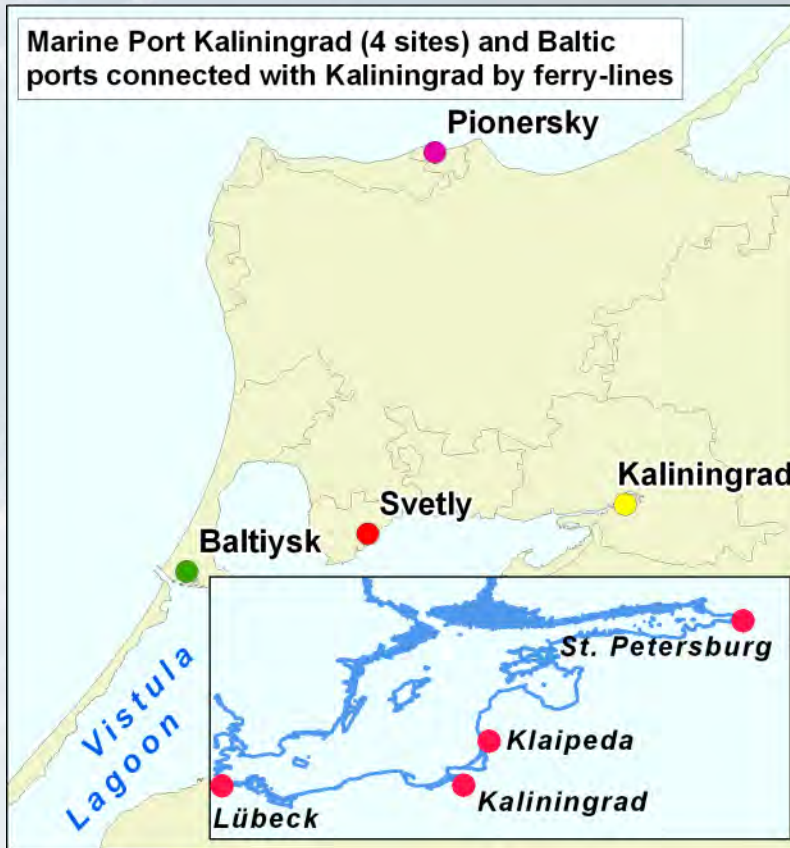 Marine Port Kaliningrad (4 sites) and Baltic
ports connected with Kaliningrad by ferry-lines
Pionersky
Kaliningrad
Svetly
Baltiysk
Vistula
Lagoon
St. Petersburg
Klaipeda
Kaliningrad
Lübeck